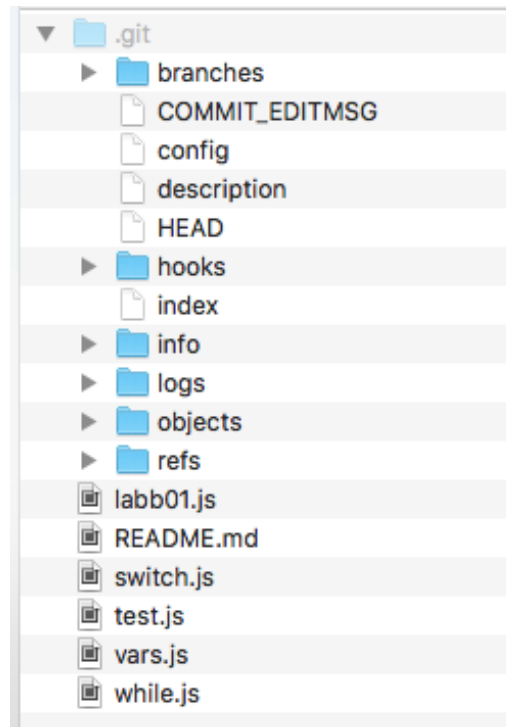 .git
branches
COMMIT_EDITMSG
config
description
HEAD
hooks
index
info
logs
objects
refs
labb01.js
README.md
switch.js
test.js
vars.js
while.js